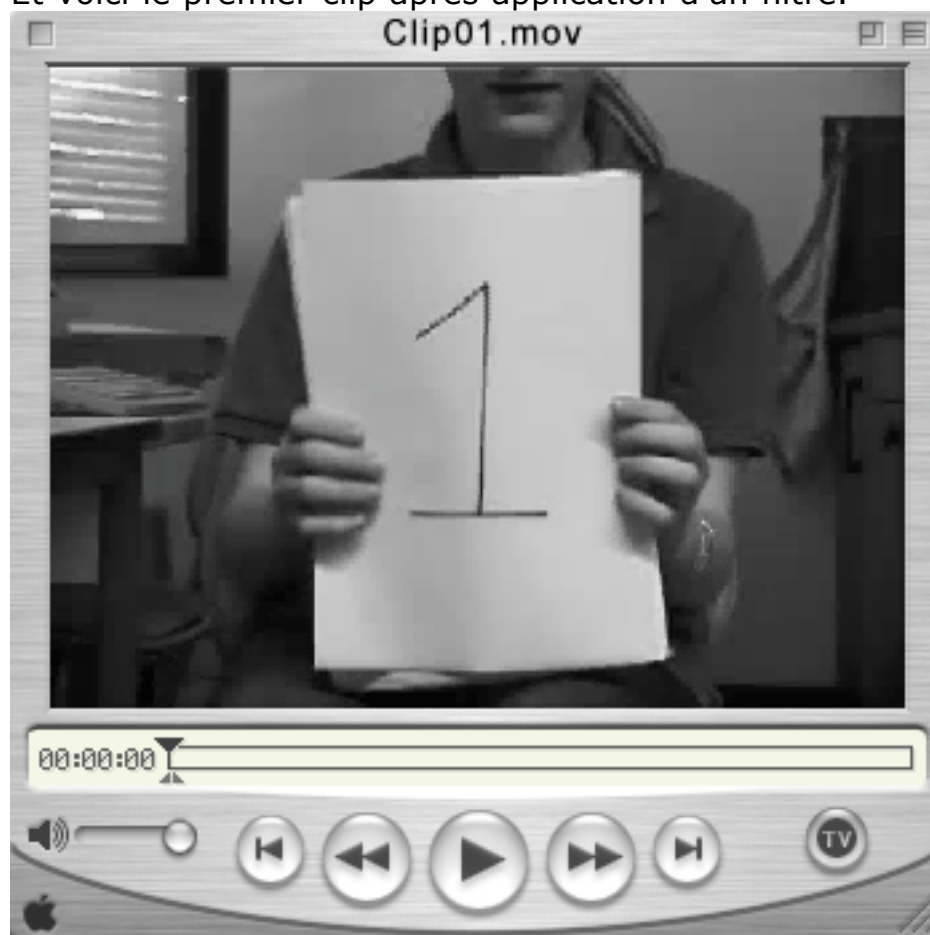 Et voici le premier clip après application d'un filtre.
Clip01.mov
1
00:00:00
TV